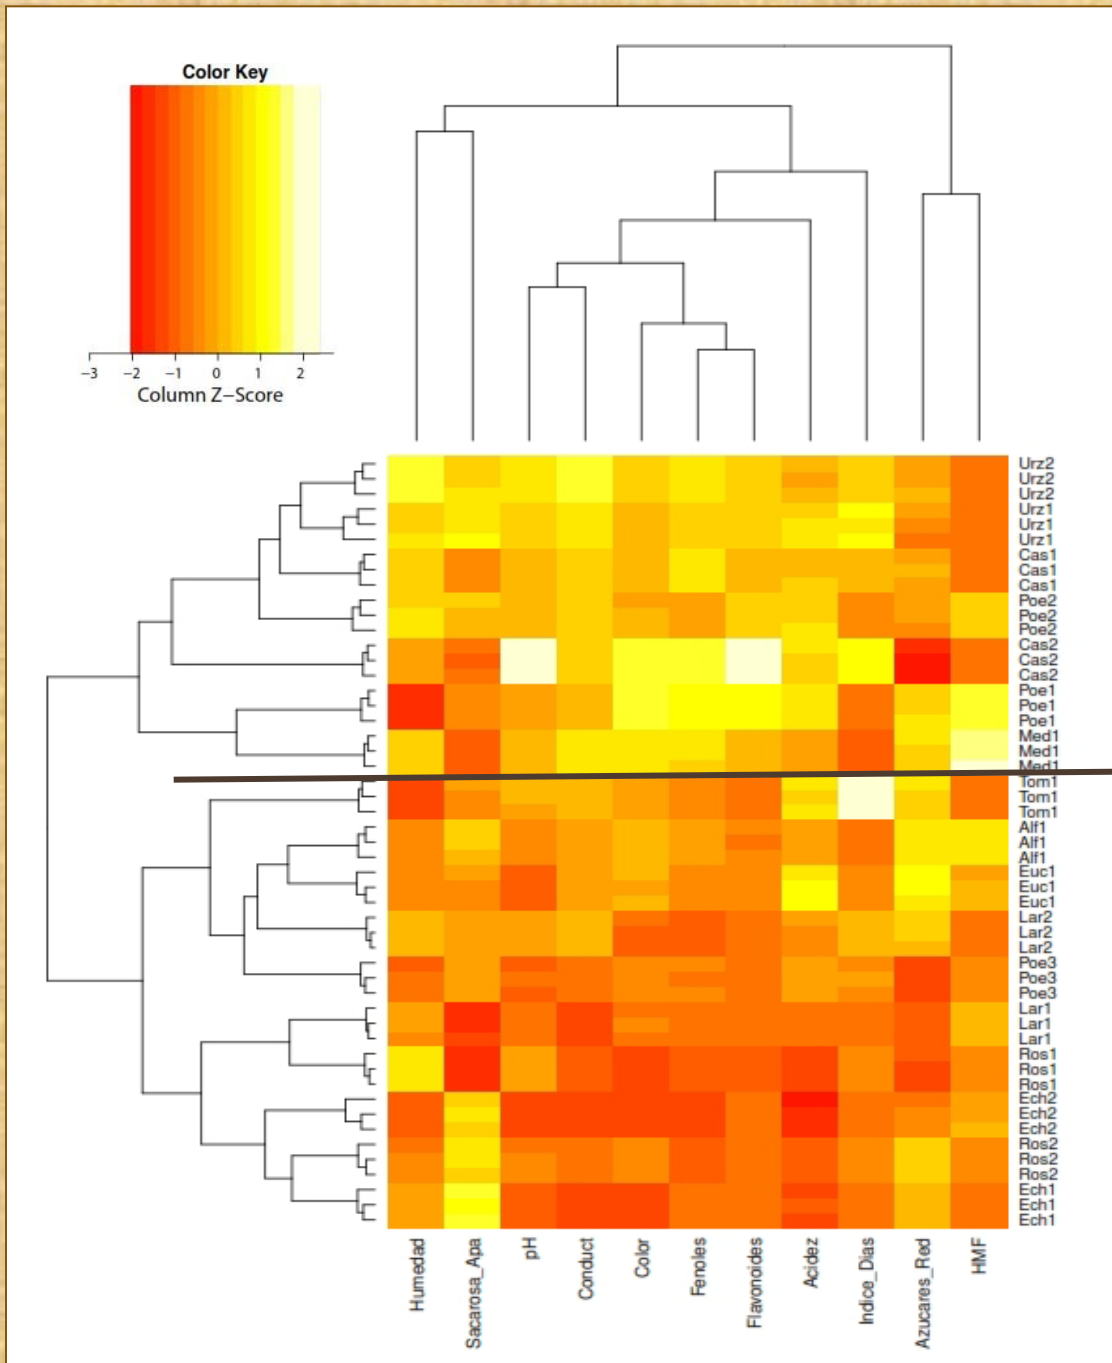 Color Key
−3 −2 −1 0 1 2
Column Z−Score
Urz2
Urz2
Urz2
Urz1
Urz1
Urz1
Cas1
Cas1
Cas1
Poe2
Poe2
Poe2
Cas2
Cas2
Cas2
Poe1
Poe1
Poe1
Med1
Med1
Med1
Tom1
Tom1
Tom1
Alf1
Alf1
Alf1
Euc1
Euc1
Euc1
Lar2
Lar2
Lar2
Poe3
Poe3
Poe3
Lar1
Lar1
Lar1
Ros1
Ros1
Ros1
Ech2
Ech2
Ech2
Ros2
Ros2
Ros2
Ech1
Ech1
Ech1
Humedad
Sacarosa_Apa
pH
Conduct
Color
Fenoles
Flavonoides
Acidez
Indice_Dias
Azucares_Red
HMF